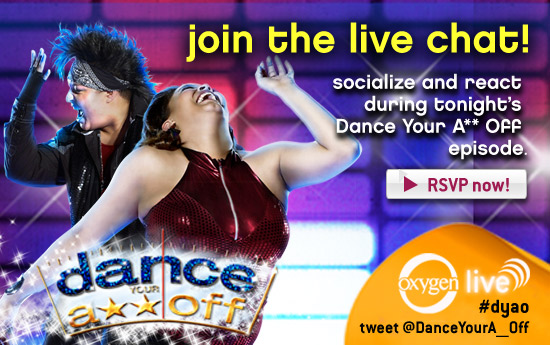 join the live chat!
socialize and react
during tonight's
Dance Your A** Off
episode.
RSVP now!
dance
YOUR
a★★ off
oxygen live
#dyao
tweet @DanceYourA__Off